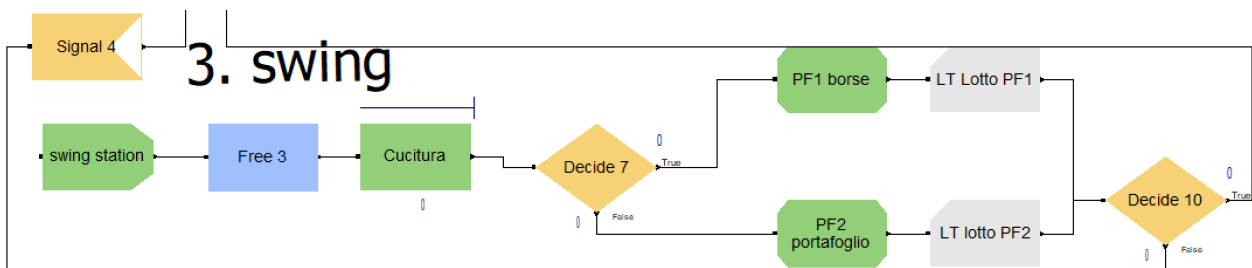 Signal 4
3. swing
swing station
Free 3
Cucitura
0
Decide 7
0
True
0
False
PF1 borse
LT Lotto PF1
PF2
portafoglio
LT lotto PF2
Decide 10
0
True
0
False